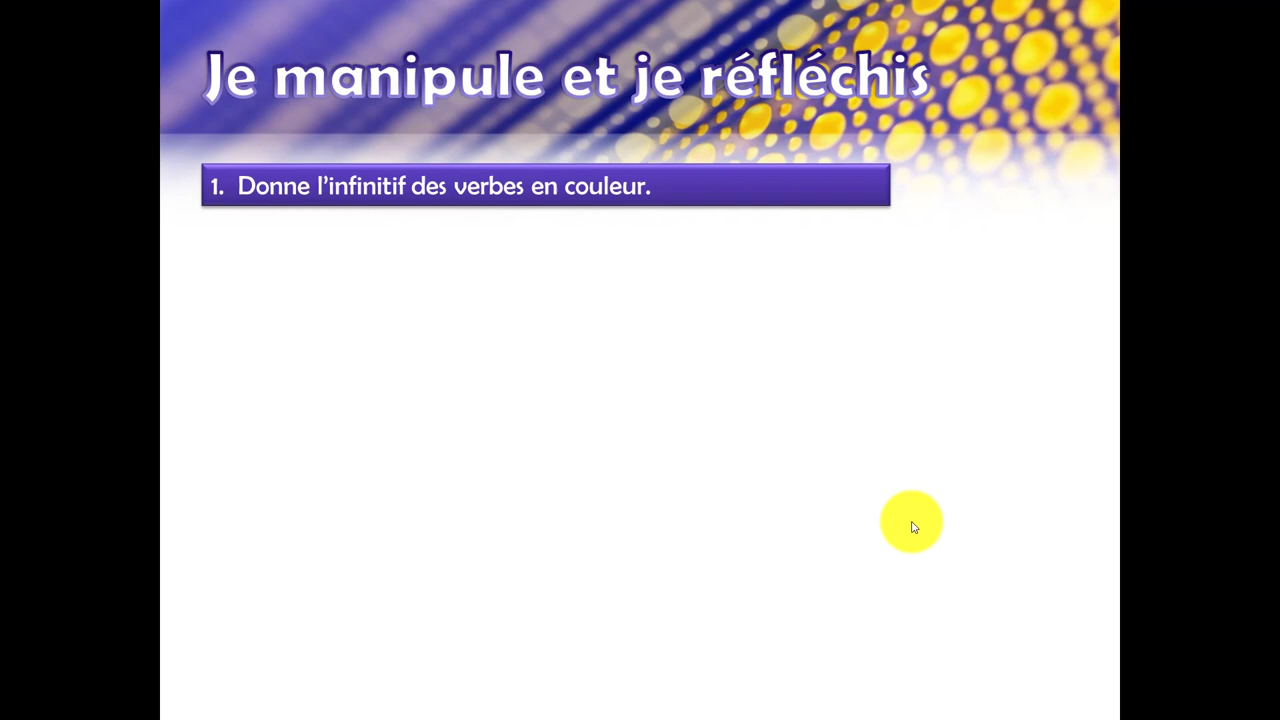 Je manipule et je réfléchis
1. Donne l’infinitif des verbes en couleur.